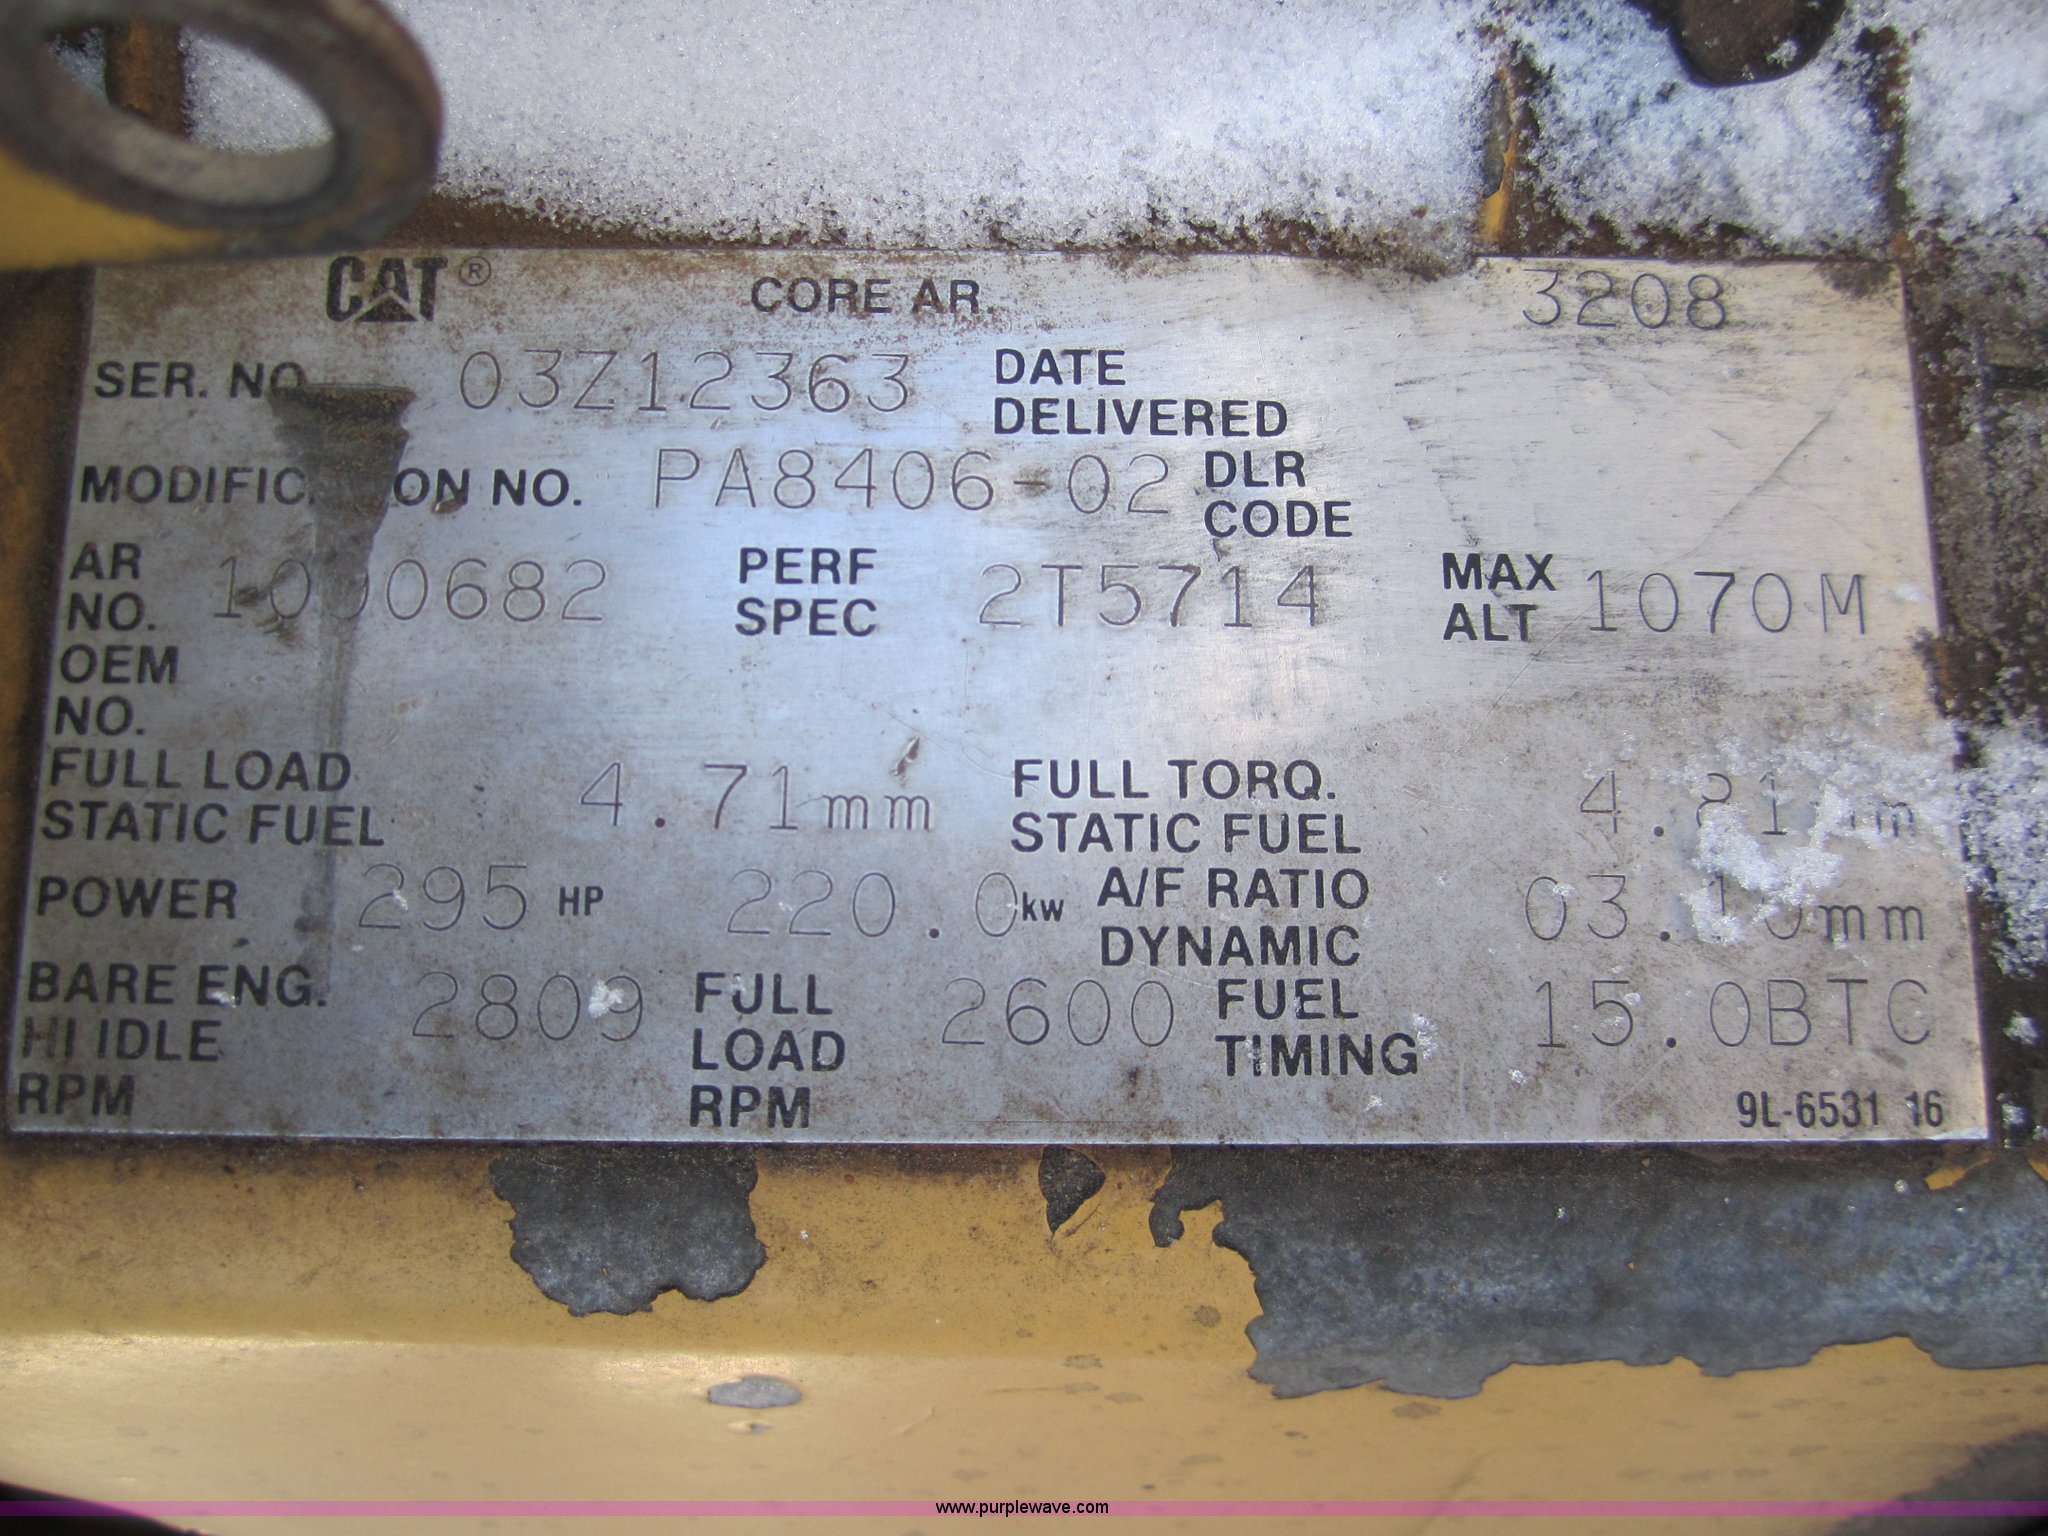 CAT® CORE AR. 3208
SER. NO. 03Z12363 DATE DELIVERED
MODIFICATION NO. PA8406-02 DLR CODE
AR NO. PERF SPEC 2T5714 MAX ALT 1070M
OEM NO.
FULL LOAD STATIC FUEL 4.71mm FULL TORQ. STATIC FUEL
POWER 295 HP 220.0 kw A/F RATIO DYNAMIC
BARE ENG. HI IDLE RPM 2809 FULL LOAD RPM 2600 FUEL TIMING 15.0BTC
9L-6531 16
www.purplewave.com